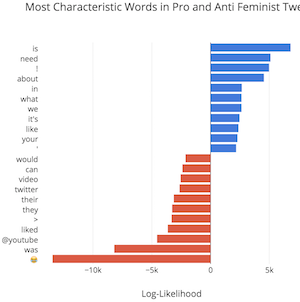 Most Characteristic Words in Pro and Anti Feminist Twe
is
need
!
about
in
what
we
it's
like
your
'
would
can
video
twitter
their
they
>
liked
@youtube
was
😂
−10k −5k 0 5k
Log-Likelihood